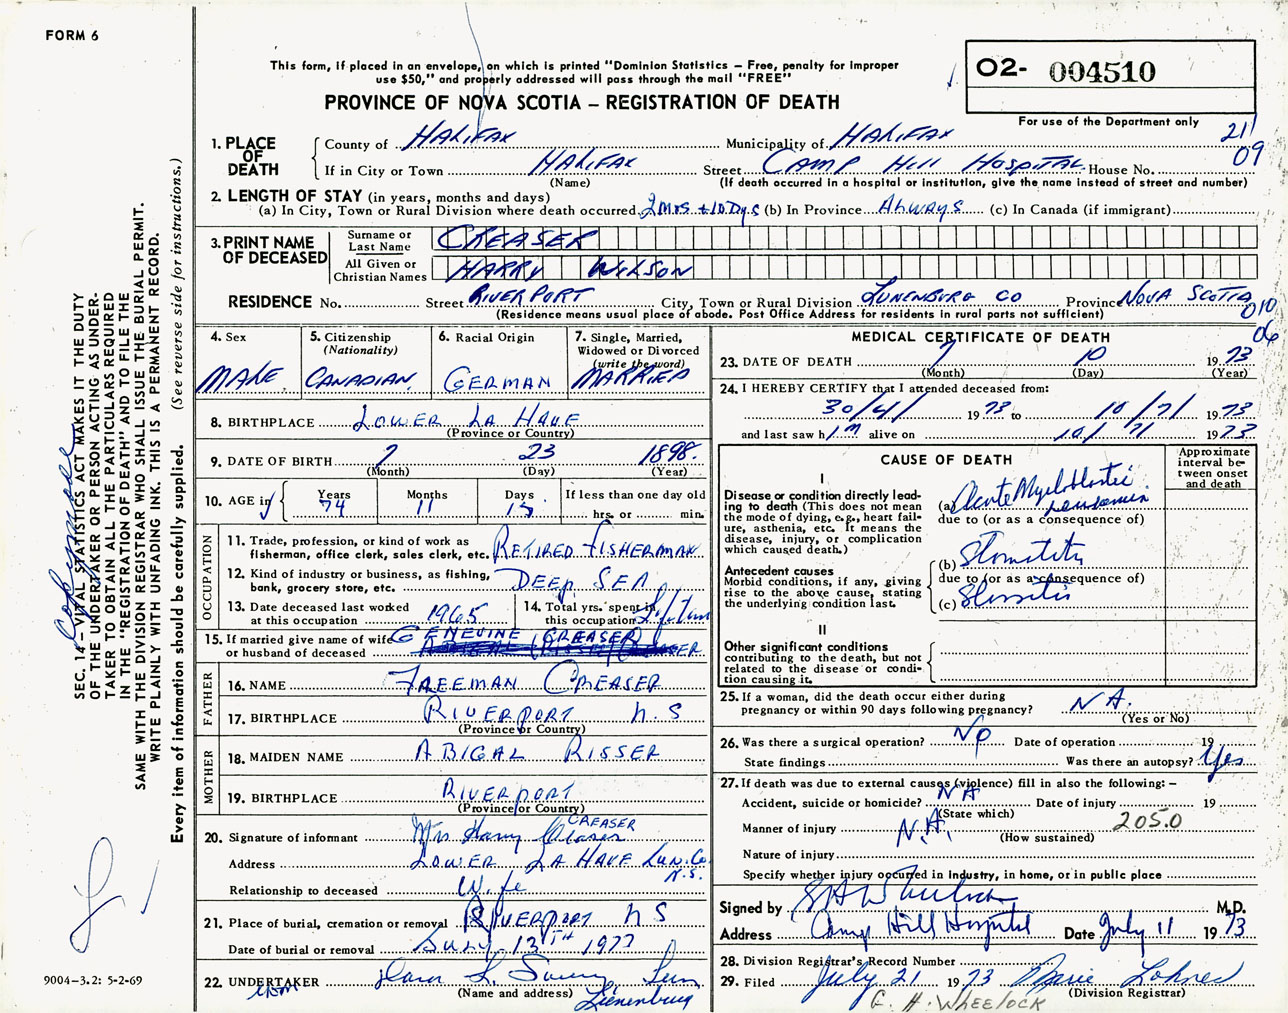 FORM 6
This form, if placed in an envelope, on which is printed "Dominion Statistics – Free, penalty for improper
use $50," and properly addressed will pass through the mail "FREE"
PROVINCE OF NOVA SCOTIA – REGISTRATION OF DEATH
O2- 004510
For use of the Department only
21
09
1. PLACE OF DEATH
County of HALIFAX Municipality of HALIFAX
If in City or Town HALIFAX Street CAMP HILL HOSPITAL House No.
(Name) (If death occurred in a hospital or institution, give the name instead of street and number)
2. LENGTH OF STAY (in years, months and days)
(a) In City, Town or Rural Division where death occurred 2 Mos + 10 Dys (b) In Province ALWAYS (c) In Canada (if immigrant)
3. PRINT NAME OF DECEASED
Surname or Last Name CREASER
All Given or Christian Names HARRY WILSON
RESIDENCE No. Street RIVERPORT City, Town or Rural Division LUNENBURG CO Province NOVA SCOTIA
(Residence means usual place of abode. Post Office Address for residents in rural parts not sufficient)
010
06
4. Sex MALE
5. Citizenship (Nationality) CANADIAN
6. Racial Origin GERMAN
7. Single, Married, Widowed or Divorced (write the word) MARRIED
8. BIRTHPLACE LOWER LA HAVE
(Province or Country)
9. DATE OF BIRTH 7 23 1898
(Month) (Day) (Year)
10. AGE in Years 74 Months 11 Days If less than one day old
hrs. or min.
OCCUPATION
11. Trade, profession, or kind of work as fisherman, office clerk, sales clerk, etc. RETIRED FISHERMAN
12. Kind of industry or business, as fishing, bank, grocery store, etc. DEEP SEA
13. Date deceased last worked at this occupation 1965
14. Total yrs. spent in this occupation
15. If married give name of wife or husband of deceased GENEVINE CREASER
FATHER
16. NAME FREEMAN CREASER
17. BIRTHPLACE RIVERPORT N.S
(Province or Country)
MOTHER
18. MAIDEN NAME ABIGAL RISSER
19. BIRTHPLACE RIVERPORT
(Province or Country)
CREASER
20. Signature of informant Mrs Harry Creaser
Address LOWER LA HAVE LUN. Co. N.S.
Relationship to deceased Wife
21. Place of burial, cremation or removal RIVERPORT N S
Date of burial or removal July 13TH 1977
22. UNDERTAKER
(Name and address)
Lunenburg
MEDICAL CERTIFICATE OF DEATH
23. DATE OF DEATH 7 10 1973
(Month) (Day) (Year)
24. I HEREBY CERTIFY that I attended deceased from:
30/4/ 1973 to 10/7/ 1973
and last saw him alive on 10/7/ 1973
CAUSE OF DEATH
Approximate interval between onset and death
I
Disease or condition directly leading to death (This does not mean the mode of dying, e.g., heart failure, asthenia, etc. It means the disease, injury, or complication which caused death.)
(a) Acute Myeloblastic Leukemia
due to (or as a consequence of)
Antecedent causes
Morbid conditions, if any, giving rise to the above cause, stating the underlying condition last.
(b) Stomatitis
due to (or as a consequence of)
(c)
II
Other significant conditions
contributing to the death, but not related to the disease or condition causing it.
25. If a woman, did the death occur either during pregnancy or within 90 days following pregnancy? N A.
(Yes or No)
26. Was there a surgical operation? No Date of operation 19
State findings Was there an autopsy? Yes
27. If death was due to external causes (violence) fill in also the following:–
Accident, suicide or homicide? NA Date of injury 19
(State which)
Manner of injury N.A. 205.0
(How sustained)
Nature of injury
Specify whether injury occurred in industry, in home, or in public place
Signed by G H Wheelock M.D.
Address Camp Hill Hospital Date July 11 1973
28. Division Registrar's Record Number
29. Filed July 21 1973 Marie Lohnes
(Division Registrar)
G. H. WHEELOCK
SEC. 14 – VITAL STATISTICS ACT MAKES IT THE DUTY
OF THE UNDERTAKER OR PERSON ACTING AS UNDER-
TAKER TO OBTAIN ALL THE PARTICULARS REQUIRED
IN THE "REGISTRATION OF DEATH" AND TO FILE THE
SAME WITH THE DIVISION REGISTRAR WHO SHALL ISSUE THE BURIAL PERMIT.
WRITE PLAINLY WITH UNFADING INK. THIS IS A PERMANENT RECORD.
Every item of information should be carefully supplied. (See reverse side for instructions.)
9004–3.2: 5-2-69